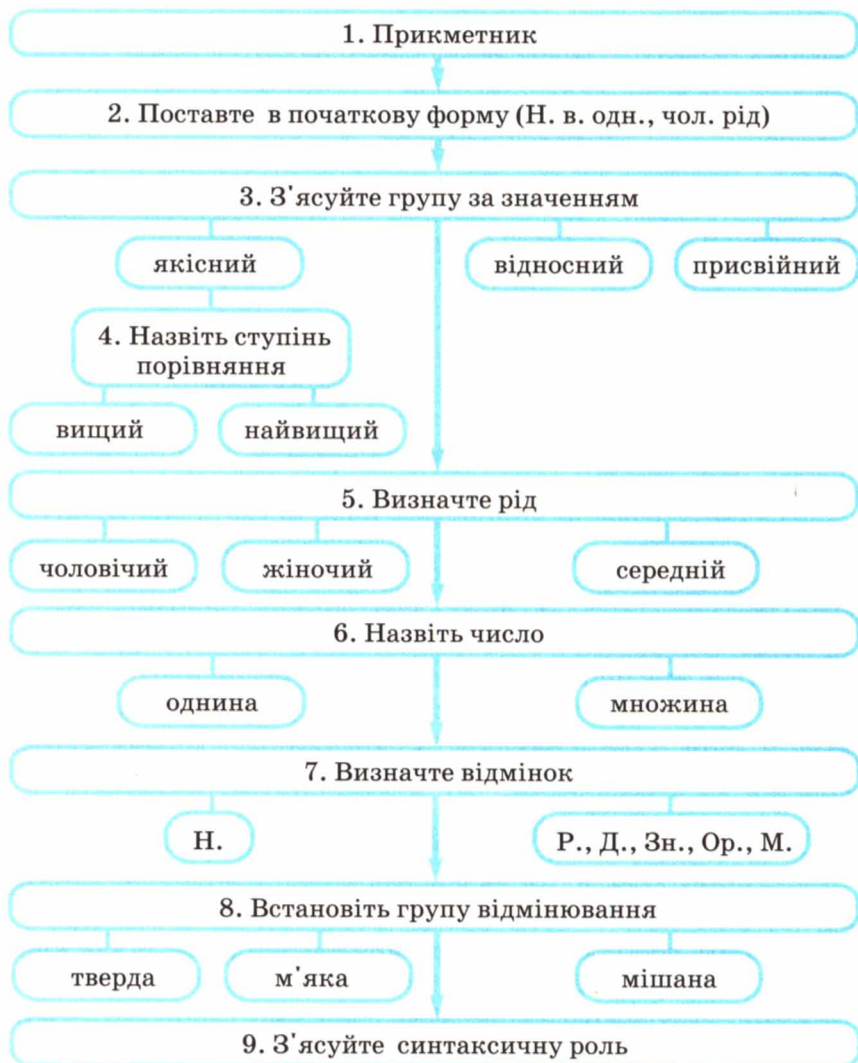 1. Прикметник
2. Поставте в початкову форму (Н. в. одн., чол. рід)
3. З'ясуйте групу за значенням
якісний
відносний
присвійний
4. Назвіть ступінь
порівняння
вищий
найвищий
5. Визначте рід
чоловічий
жіночий
середній
6. Назвіть число
однина
множина
7. Визначте відмінок
Н.
Р., Д., Зн., Ор., М.
8. Встановіть групу відмінювання
тверда
м'яка
мішана
9. З'ясуйте синтаксичну роль